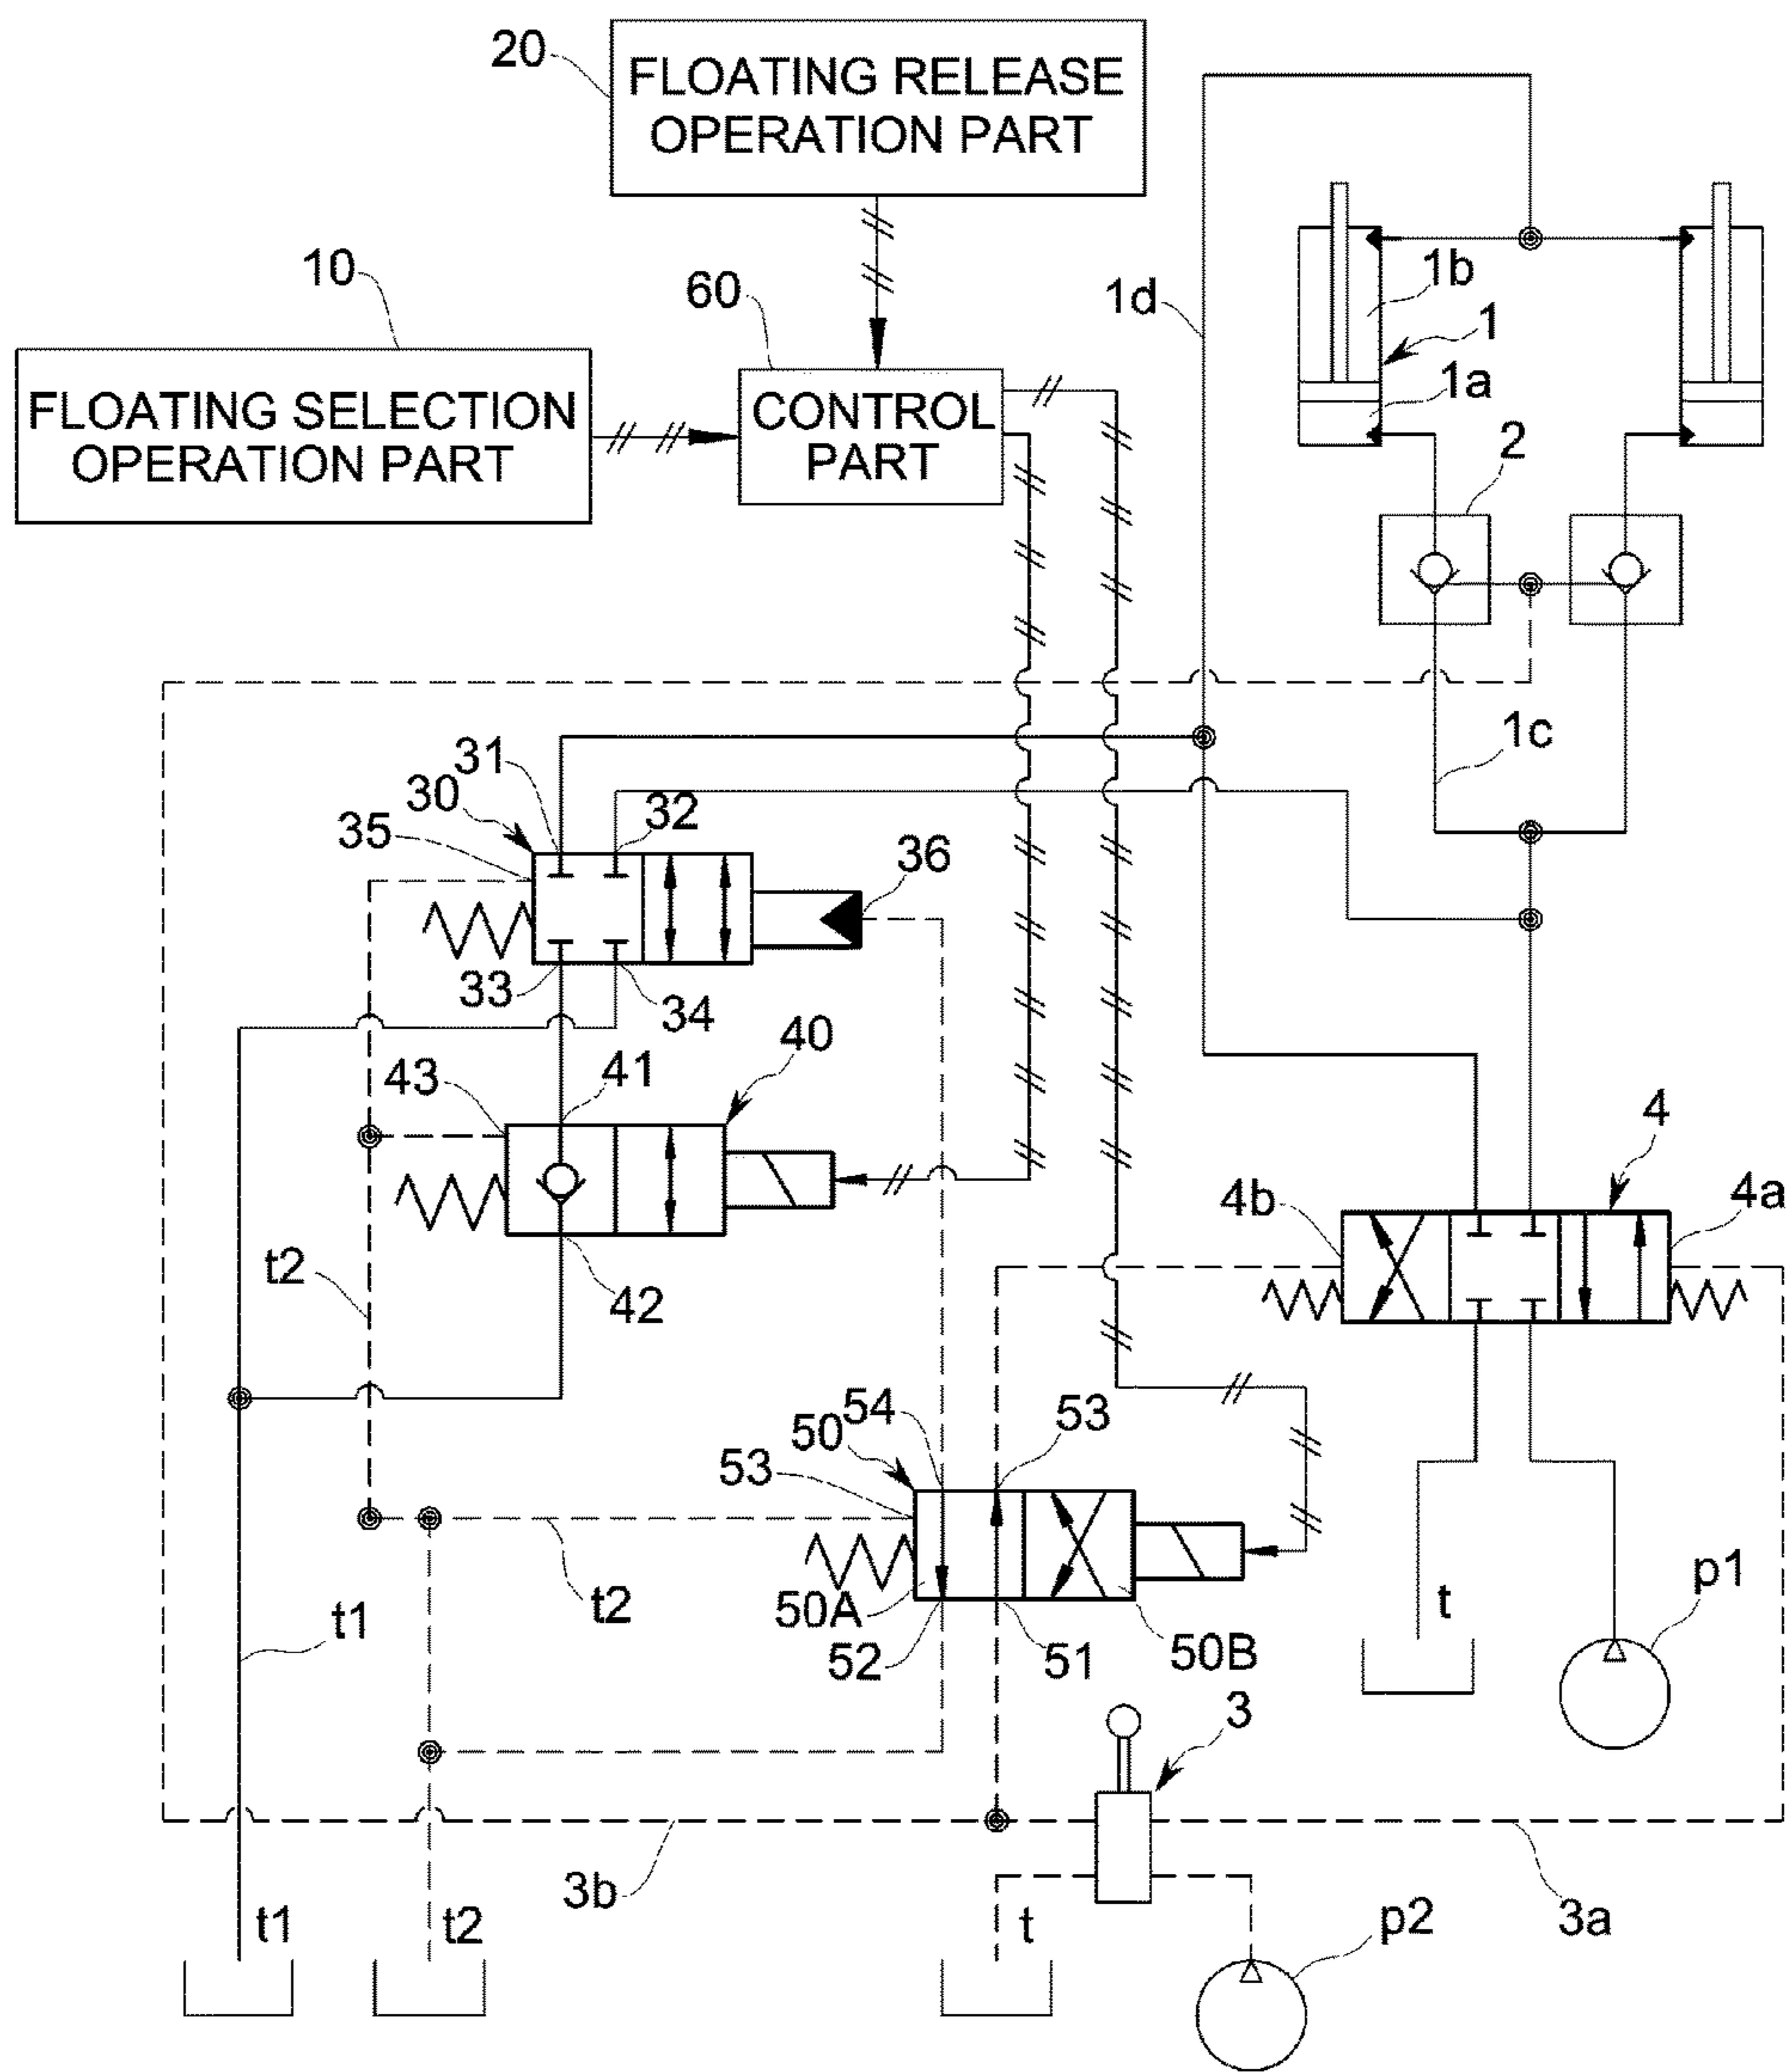 20
FLOATING RELEASE
OPERATION PART
10
60
1d
1b
1
1a
FLOATING SELECTION
OPERATION PART
CONTROL
PART
2
1c
31
30
32
35
36
33
34
40
43
41
4
4b
4a
t2
42
54
53
50
53
p1
t2
50A
t
t1
52
51
50B
3
3b
3a
t1
t2
t
p2